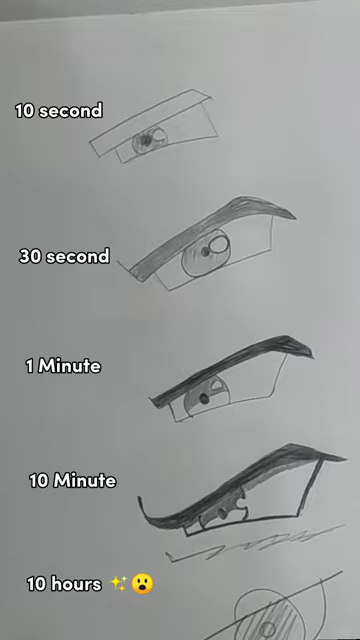 10 second
30 second
1 Minute
10 Minute
10 hours ✨😮